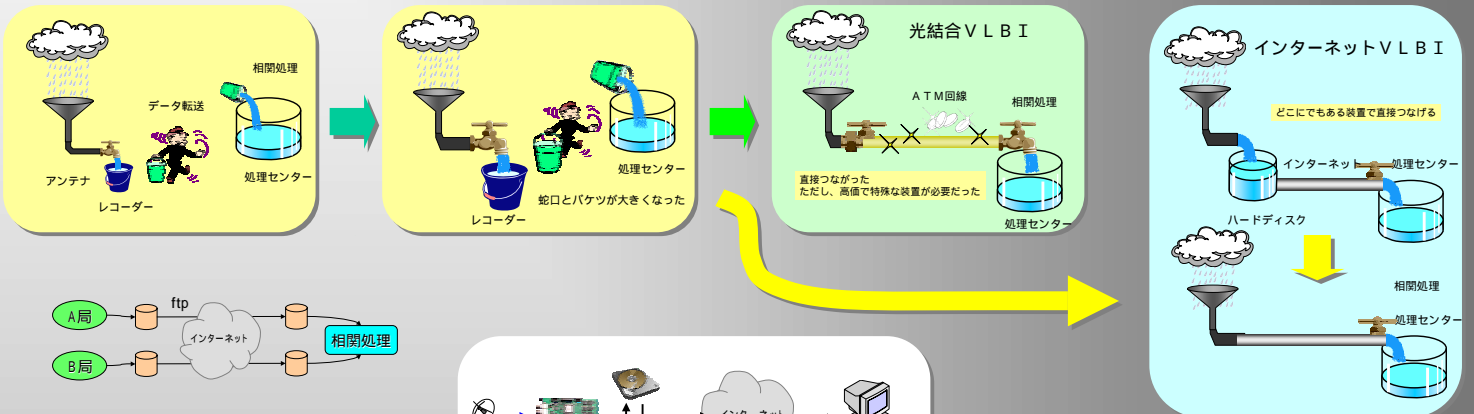 相関処理
データ転送
アンテナ
処理センター
レコーダー
処理センター
蛇口とバケツが大きくなった
レコーダー
光結合ＶＬＢＩ
ＡＴＭ回線
相関処理
直接つながった
ただし、高価で特殊な装置が必要だった
処理センター
インターネットＶＬＢＩ
どこにでもある装置で直接つなげる
インターネット
処理センター
ハードディスク
相関処理
処理センター
A局
ftp
インターネット
相関処理
B局
インターネット